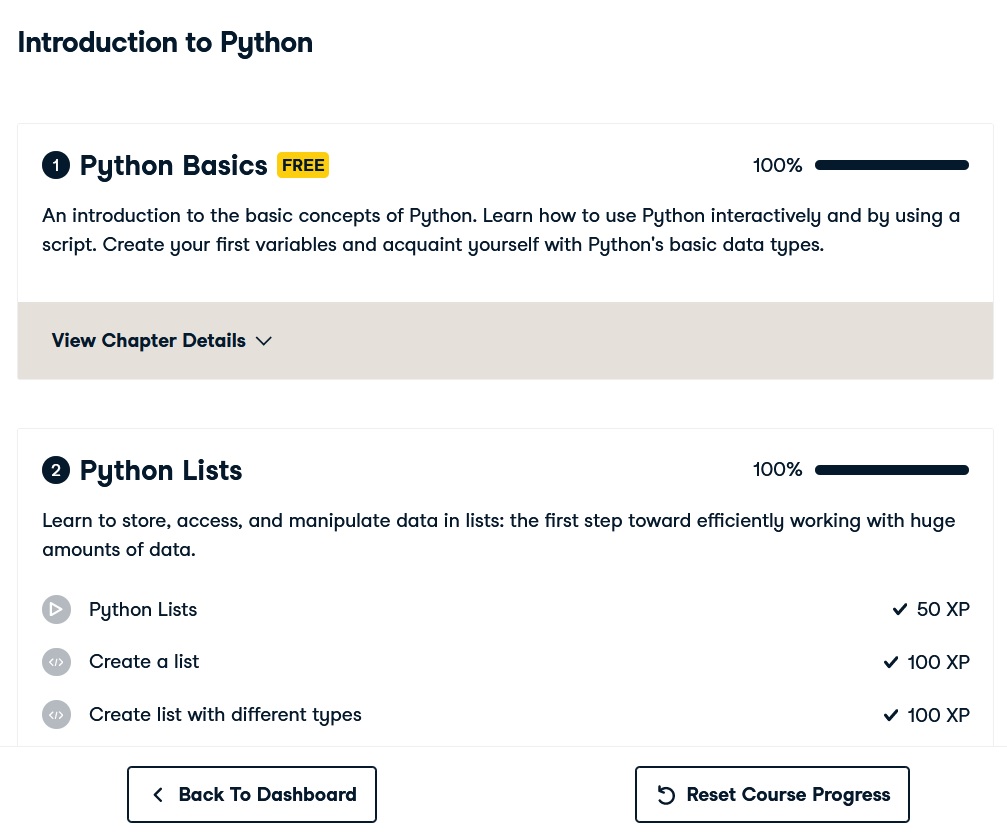 Introduction to Python
1 Python Basics FREE 100%
An introduction to the basic concepts of Python. Learn how to use Python interactively and by using a
script. Create your first variables and acquaint yourself with Python's basic data types.
View Chapter Details
2 Python Lists 100%
Learn to store, access, and manipulate data in lists: the first step toward efficiently working with huge
amounts of data.
Python Lists 50 XP
Create a list 100 XP
Create list with different types 100 XP
Back To Dashboard Reset Course Progress